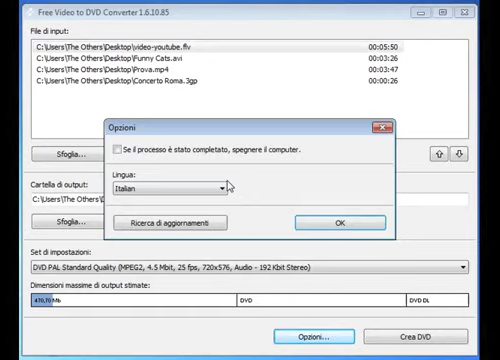 Free Video to DVD Converter 1.6.10.85
File di input:
C:\Users\The Others\Desktop\video-youtube.flv 00:05:50
C:\Users\The Others\Desktop\Funny Cats.avi 00:03:26
C:\Users\The Others\Desktop\Prova.mp4 00:03:47
C:\Users\The Others\Desktop\Concerto Roma.3gp 00:00:26
Opzioni
Se il processo è stato completato, spegnere il computer.
Sfoglia...
Lingua:
Italian
Cartella di output:
C:\Users\The
Sfoglia...
Ricerca di aggiornamenti
OK
Set di impostazioni:
DVD PAL Standard Quality (MPEG2, 4.5 Mbit, 25 fps, 720x576, Audio - 192 Kbit Stereo)
Dimensioni massime di output stimate:
470,70 Mb DVD DVD DL
Opzioni... Crea DVD